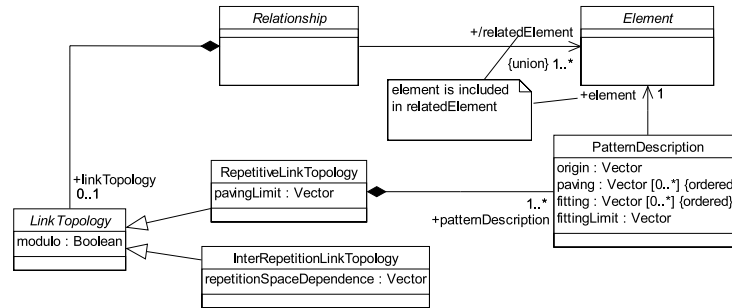 Relationship
Element
+/relatedElement
{union} 1..*
element is included
in relatedElement
+element
1
PatternDescription
origin : Vector
paving : Vector [0..*] {ordered}
fitting : Vector [0..*] {ordered}
fittingLimit : Vector
+linkTopology
0..1
RepetitiveLinkTopology
pavingLimit : Vector
1..*
+patternDescription
LinkTopology
modulo : Boolean
InterRepetitionLinkTopology
repetitionSpaceDependence : Vector